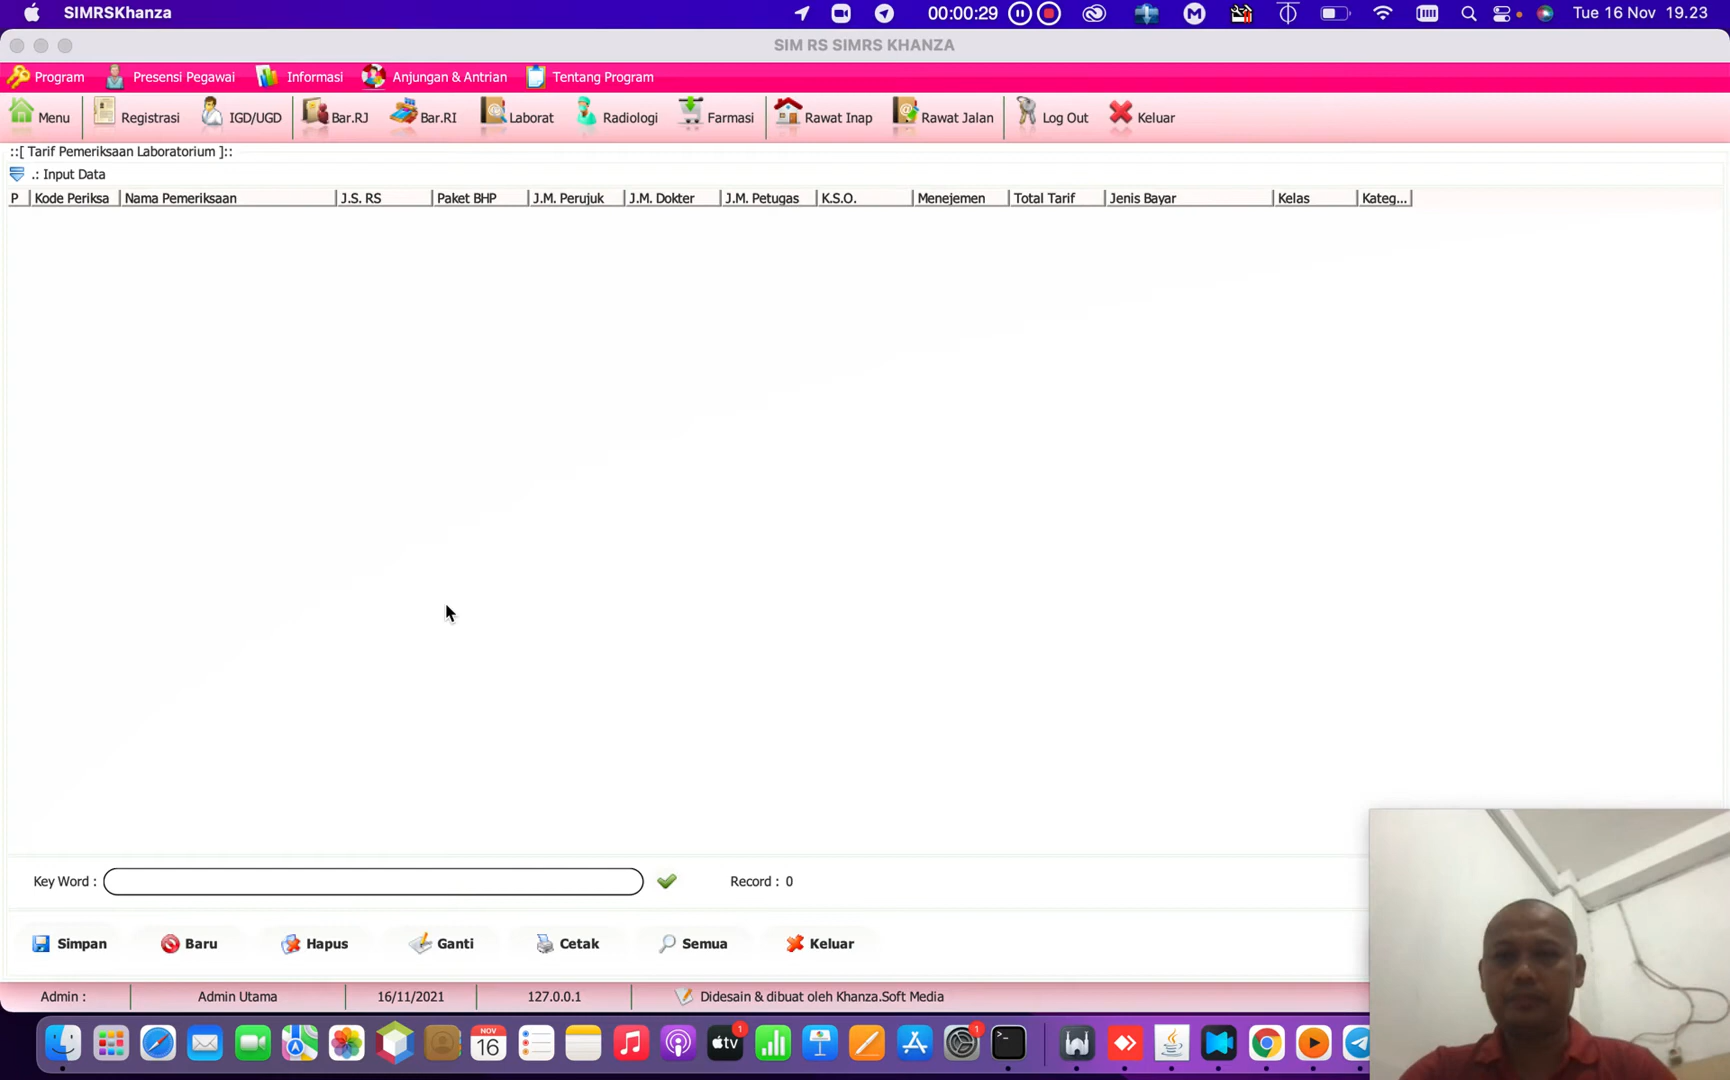 SIMRSKhanza 00:00:29 Tue 16 Nov 19.23
SIM RS SIMRS KHANZA
Program Presensi Pegawai Informasi Anjungan & Antrian Tentang Program
Menu Registrasi IGD/UGD Bar.RJ Bar.RI Laborat Radiologi Farmasi Rawat Inap Rawat Jalan Log Out Keluar
::[ Tarif Pemeriksaan Laboratorium ]::
.: Input Data
P Kode Periksa Nama Pemeriksaan J.S. RS Paket BHP J.M. Perujuk J.M. Dokter J.M. Petugas K.S.O. Menejemen Total Tarif Jenis Bayar Kelas Kateg...
Key Word : Record : 0
Simpan Baru Hapus Ganti Cetak Semua Keluar
Admin : Admin Utama 16/11/2021 127.0.0.1 Didesain & dibuat oleh Khanza.Soft Media
NOV 16 tv 1 1